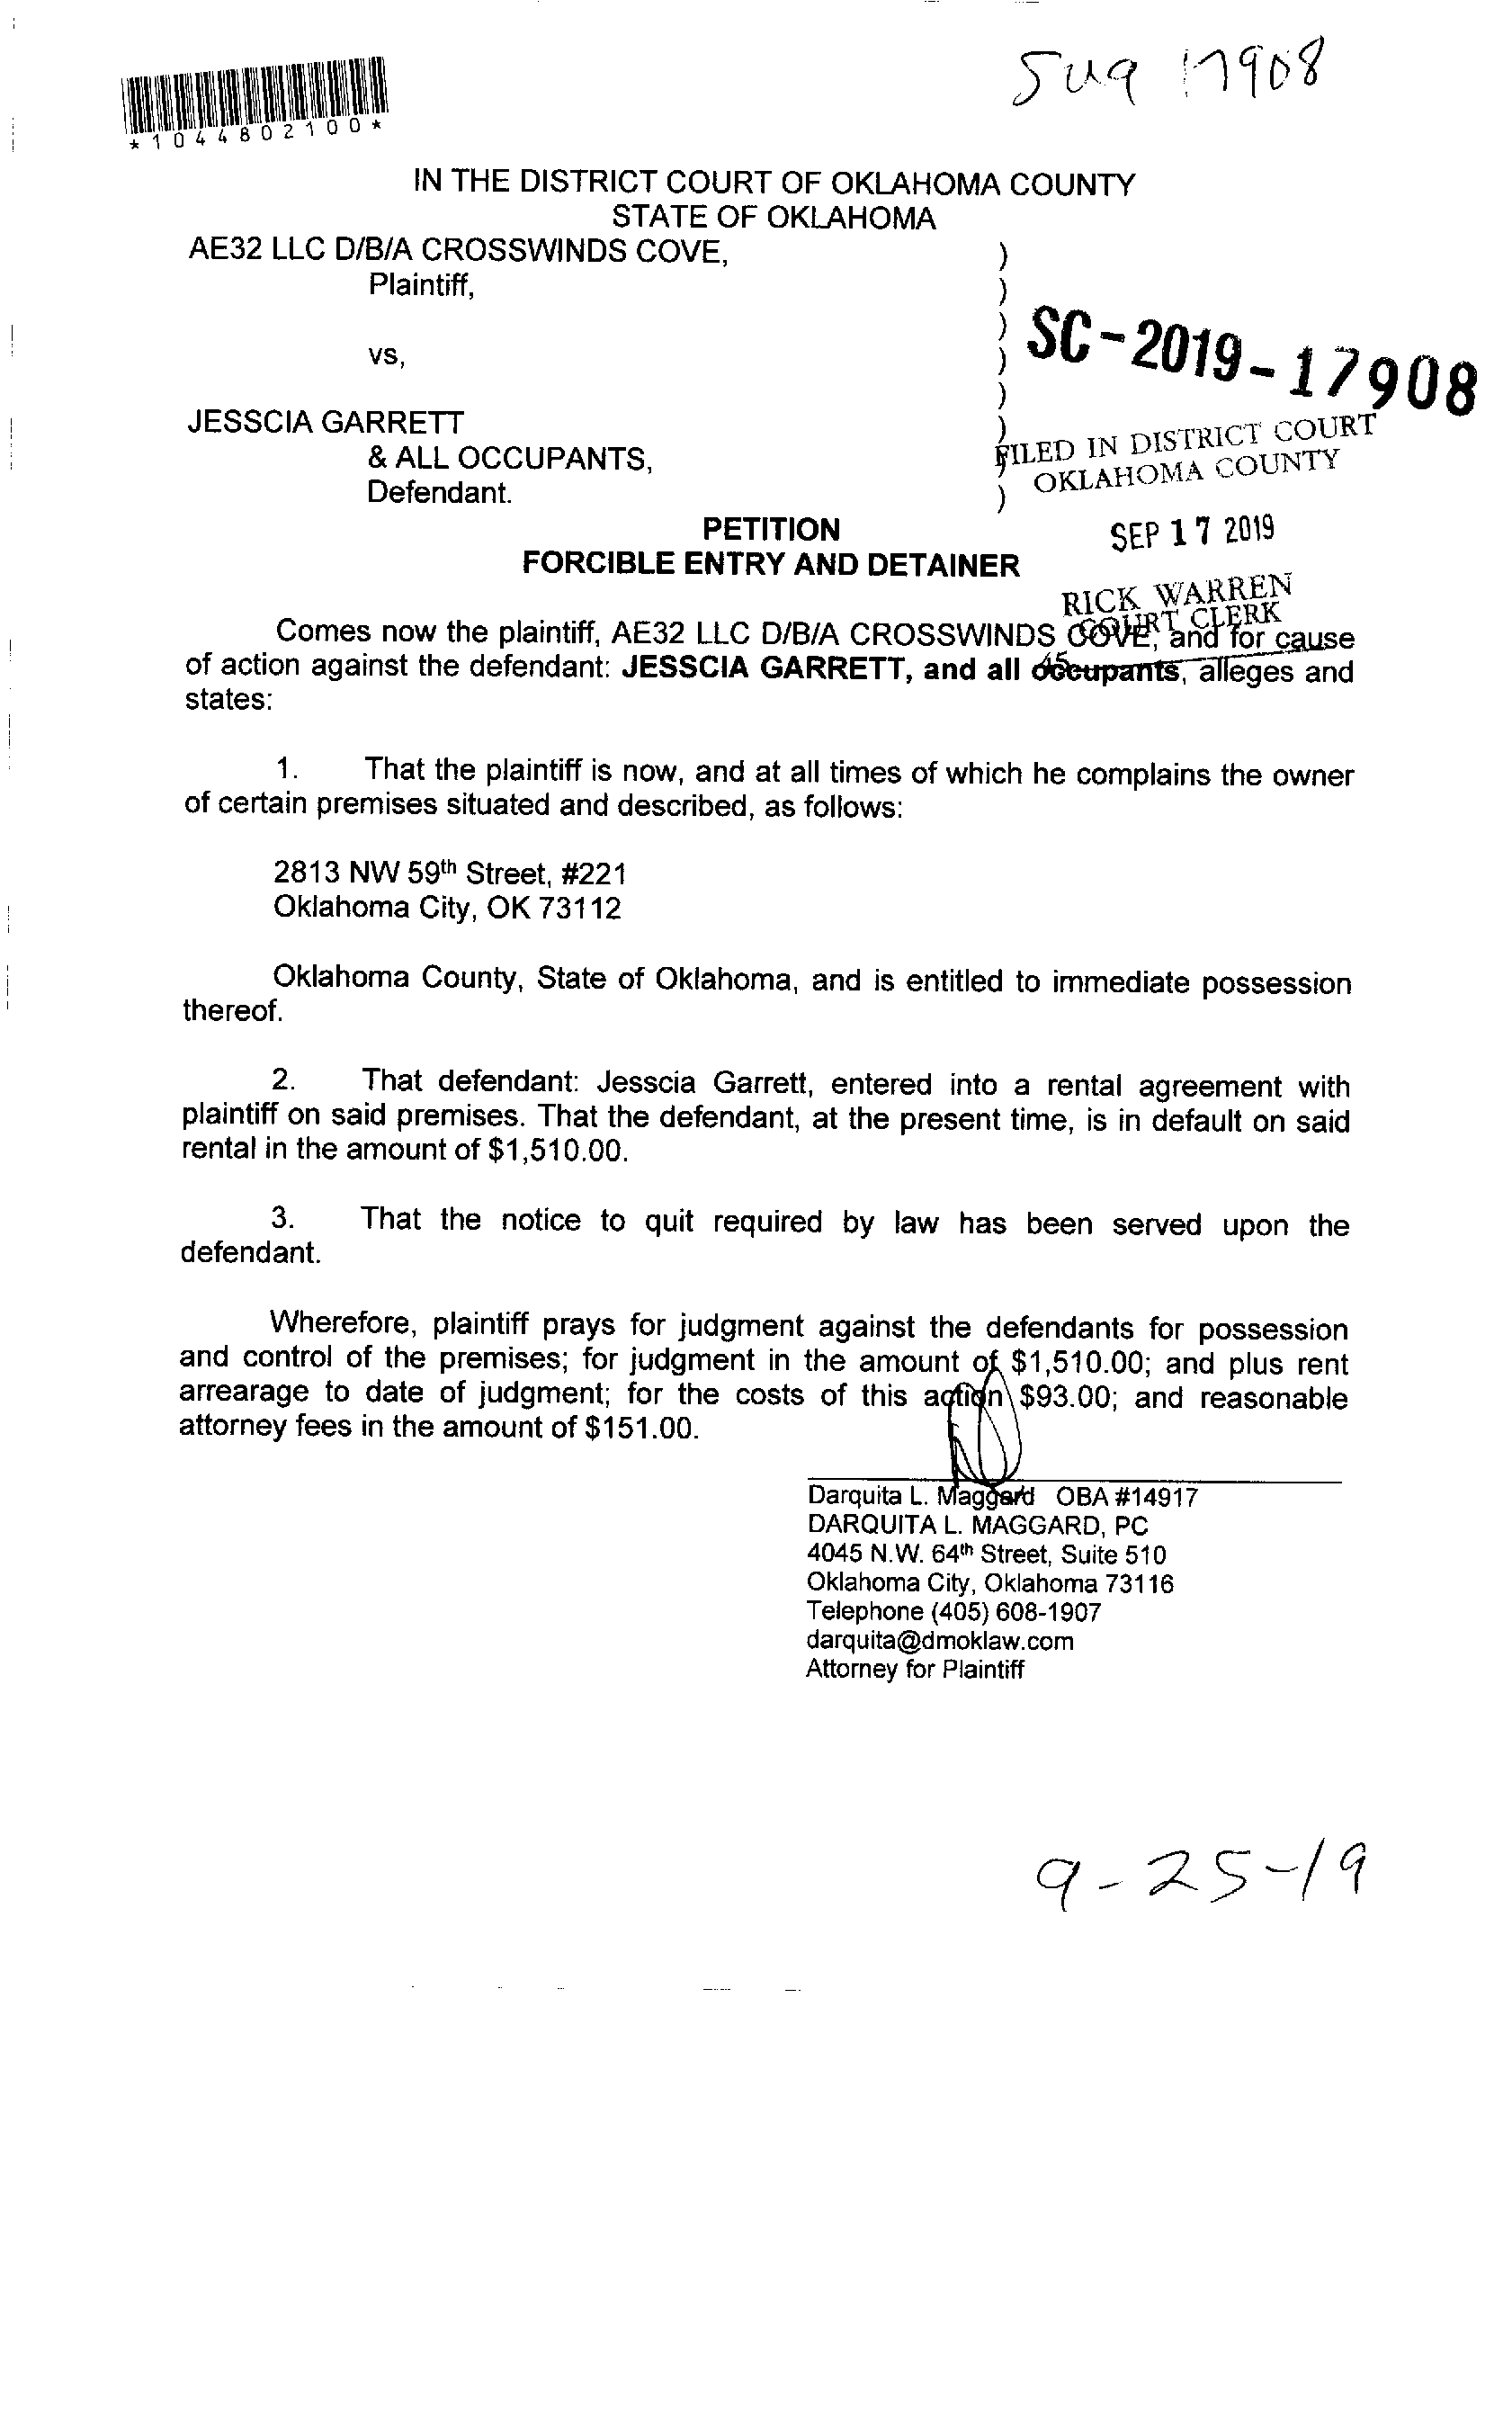 Suq 17908
*1044802100*
IN THE DISTRICT COURT OF OKLAHOMA COUNTY
STATE OF OKLAHOMA
AE32 LLC D/B/A CROSSWINDS COVE, )
Plaintiff, )
)
vs, )
)
SC-2019-17908
JESSCIA GARRETT )
& ALL OCCUPANTS, )
Defendant. )
FILED IN DISTRICT COURT
OKLAHOMA COUNTY
PETITION
SEP 17 2019
FORCIBLE ENTRY AND DETAINER
RICK WARREN
COURT CLERK
Comes now the plaintiff, AE32 LLC D/B/A CROSSWINDS COVE, and for cause
45
of action against the defendant: JESSCIA GARRETT, and all occupants, alleges and
states:
1. That the plaintiff is now, and at all times of which he complains the owner
of certain premises situated and described, as follows:
2813 NW 59th Street, #221
Oklahoma City, OK 73112
Oklahoma County, State of Oklahoma, and is entitled to immediate possession
thereof.
2. That defendant: Jesscia Garrett, entered into a rental agreement with
plaintiff on said premises. That the defendant, at the present time, is in default on said
rental in the amount of $1,510.00.
3. That the notice to quit required by law has been served upon the
defendant.
Wherefore, plaintiff prays for judgment against the defendants for possession
and control of the premises; for judgment in the amount of $1,510.00; and plus rent
arrearage to date of judgment; for the costs of this action $93.00; and reasonable
attorney fees in the amount of $151.00.
Darquita L. Maggard OBA #14917
DARQUITA L. MAGGARD, PC
4045 N.W. 64th Street, Suite 510
Oklahoma City, Oklahoma 73116
Telephone (405) 608-1907
darquita@dmoklaw.com
Attorney for Plaintiff
9-25-19